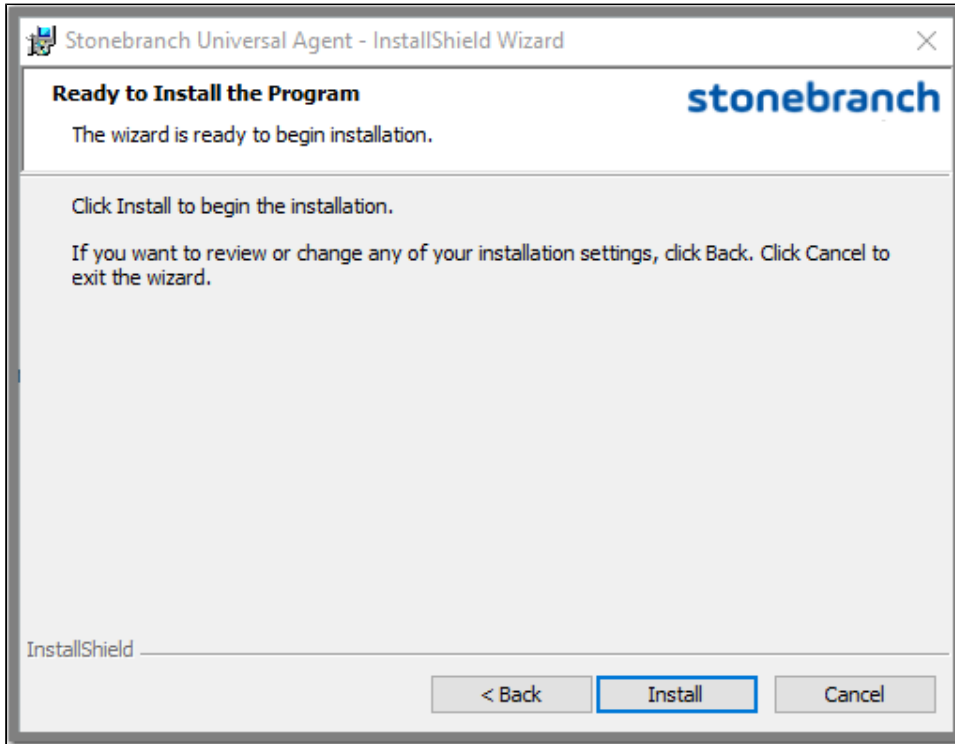 Stonebranch Universal Agent - InstallShield Wizard
Ready to Install the Program
stonebranch
The wizard is ready to begin installation.
Click Install to begin the installation.
If you want to review or change any of your installation settings, click Back. Click Cancel to
exit the wizard.
InstallShield
< Back
Install
Cancel